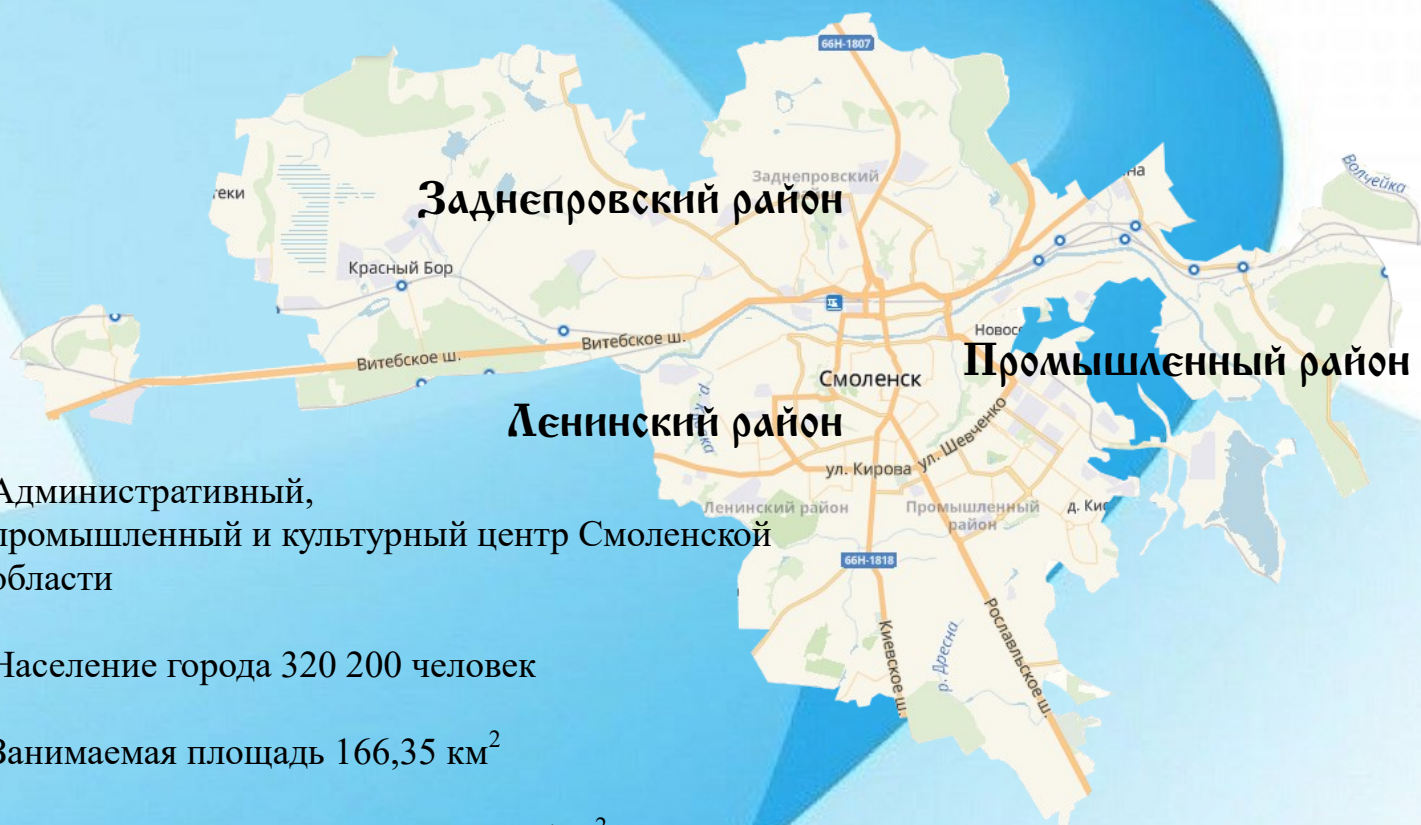 66Н-1807
Волчейка
Заднепровский
Заднепровский район
Красный Бор
Витебское ш.
Витебское ш.
Промышленный район
Смоленск
Ленинский район
ул. Шевченко
ул. Кирова
Ленинский район
Промышленный
район
Административный,
промышленный и культурный центр Смоленской
области
66Н-1818
Население города 320 200 человек
Киевское ш.
р. Дресна
Рославльское ш.
Занимаемая площадь 166,35 км²